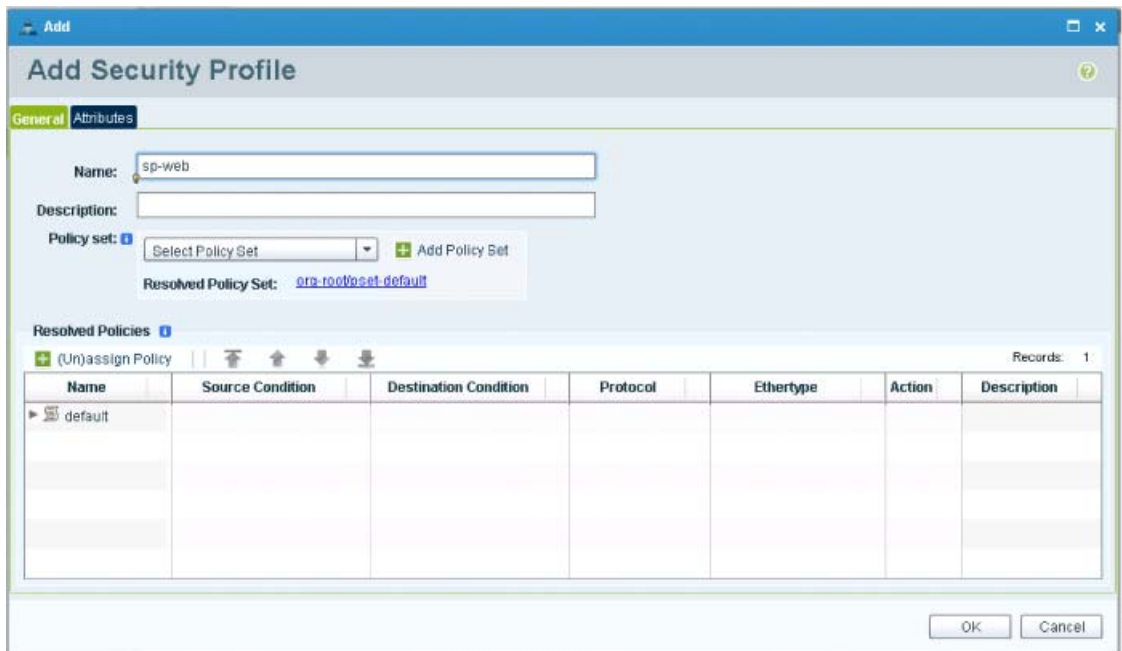 Add
Add Security Profile
General Attributes
Name: sp-web
Description:
Policy set:
Select Policy Set Add Policy Set
Resolved Policy Set: org-root/pset-default
Resolved Policies
(Un)assign Policy Records: 1
Name Source Condition Destination Condition Protocol Ethertype Action Description
default
OK Cancel